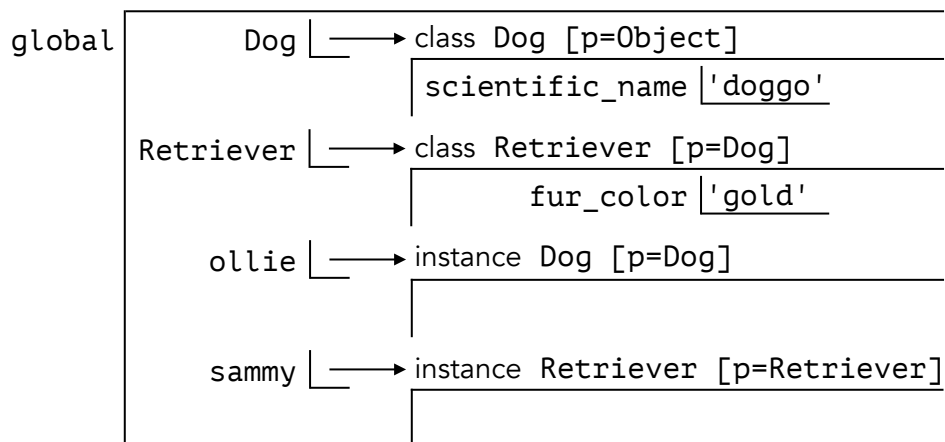 global Dog class Dog [p=Object]
scientific_name 'doggo'
Retriever class Retriever [p=Dog]
fur_color 'gold'
ollie instance Dog [p=Dog]
sammy instance Retriever [p=Retriever]